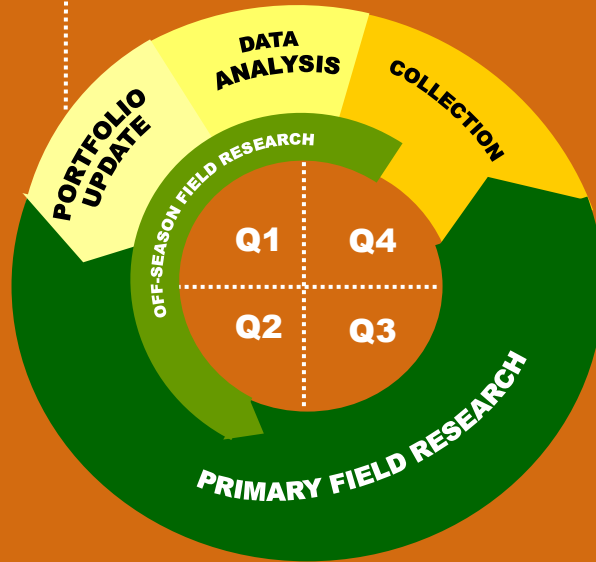 DATA
ANALYSIS
COLLECTION
PORTFOLIO
UPDATE
OFF-SEASON FIELD RESEARCH
Q1
Q4
Q2
Q3
PRIMARY FIELD RESEARCH